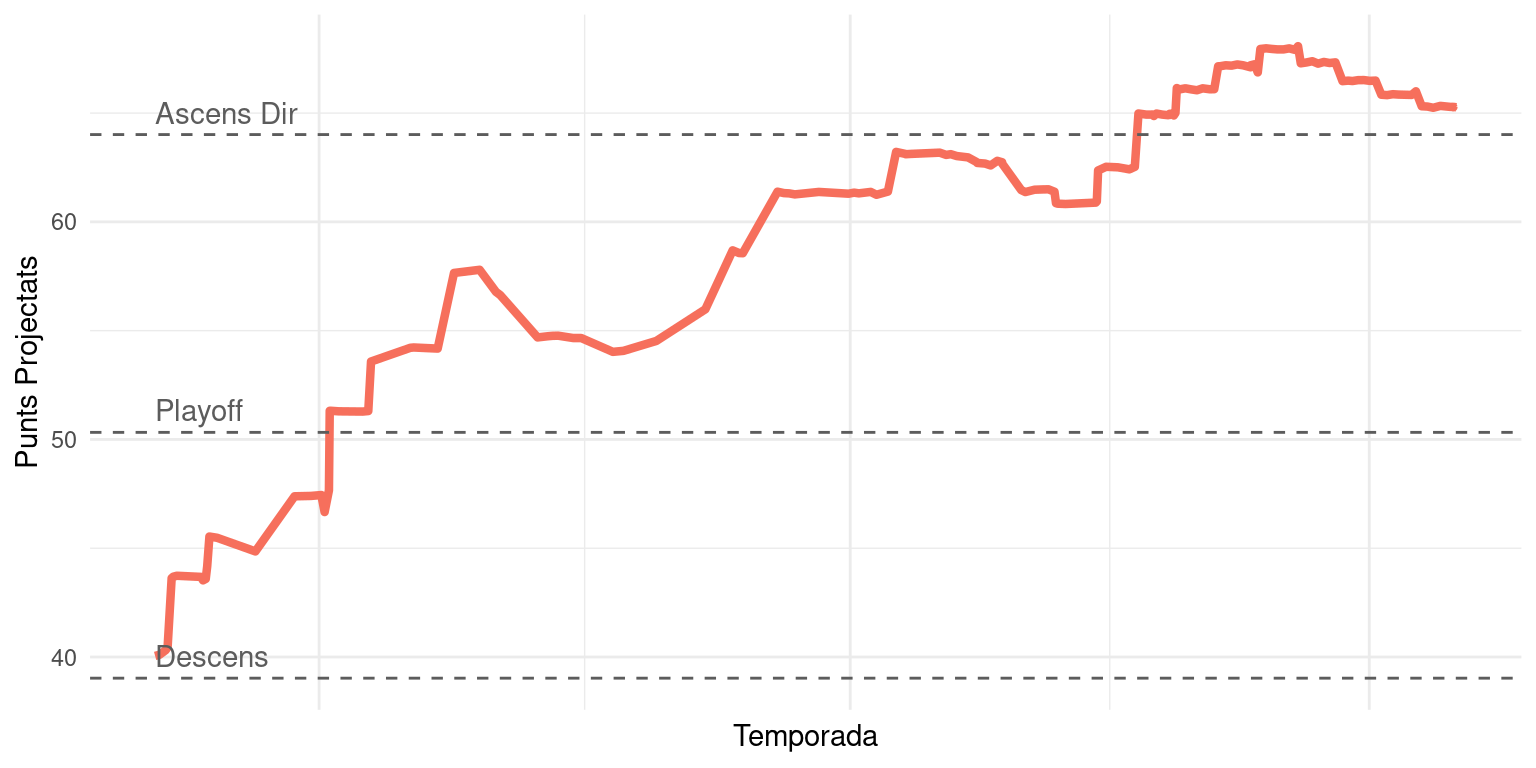 Ascens Dir
60
Punts Projectats
Playoff
50
Descens
40
Temporada